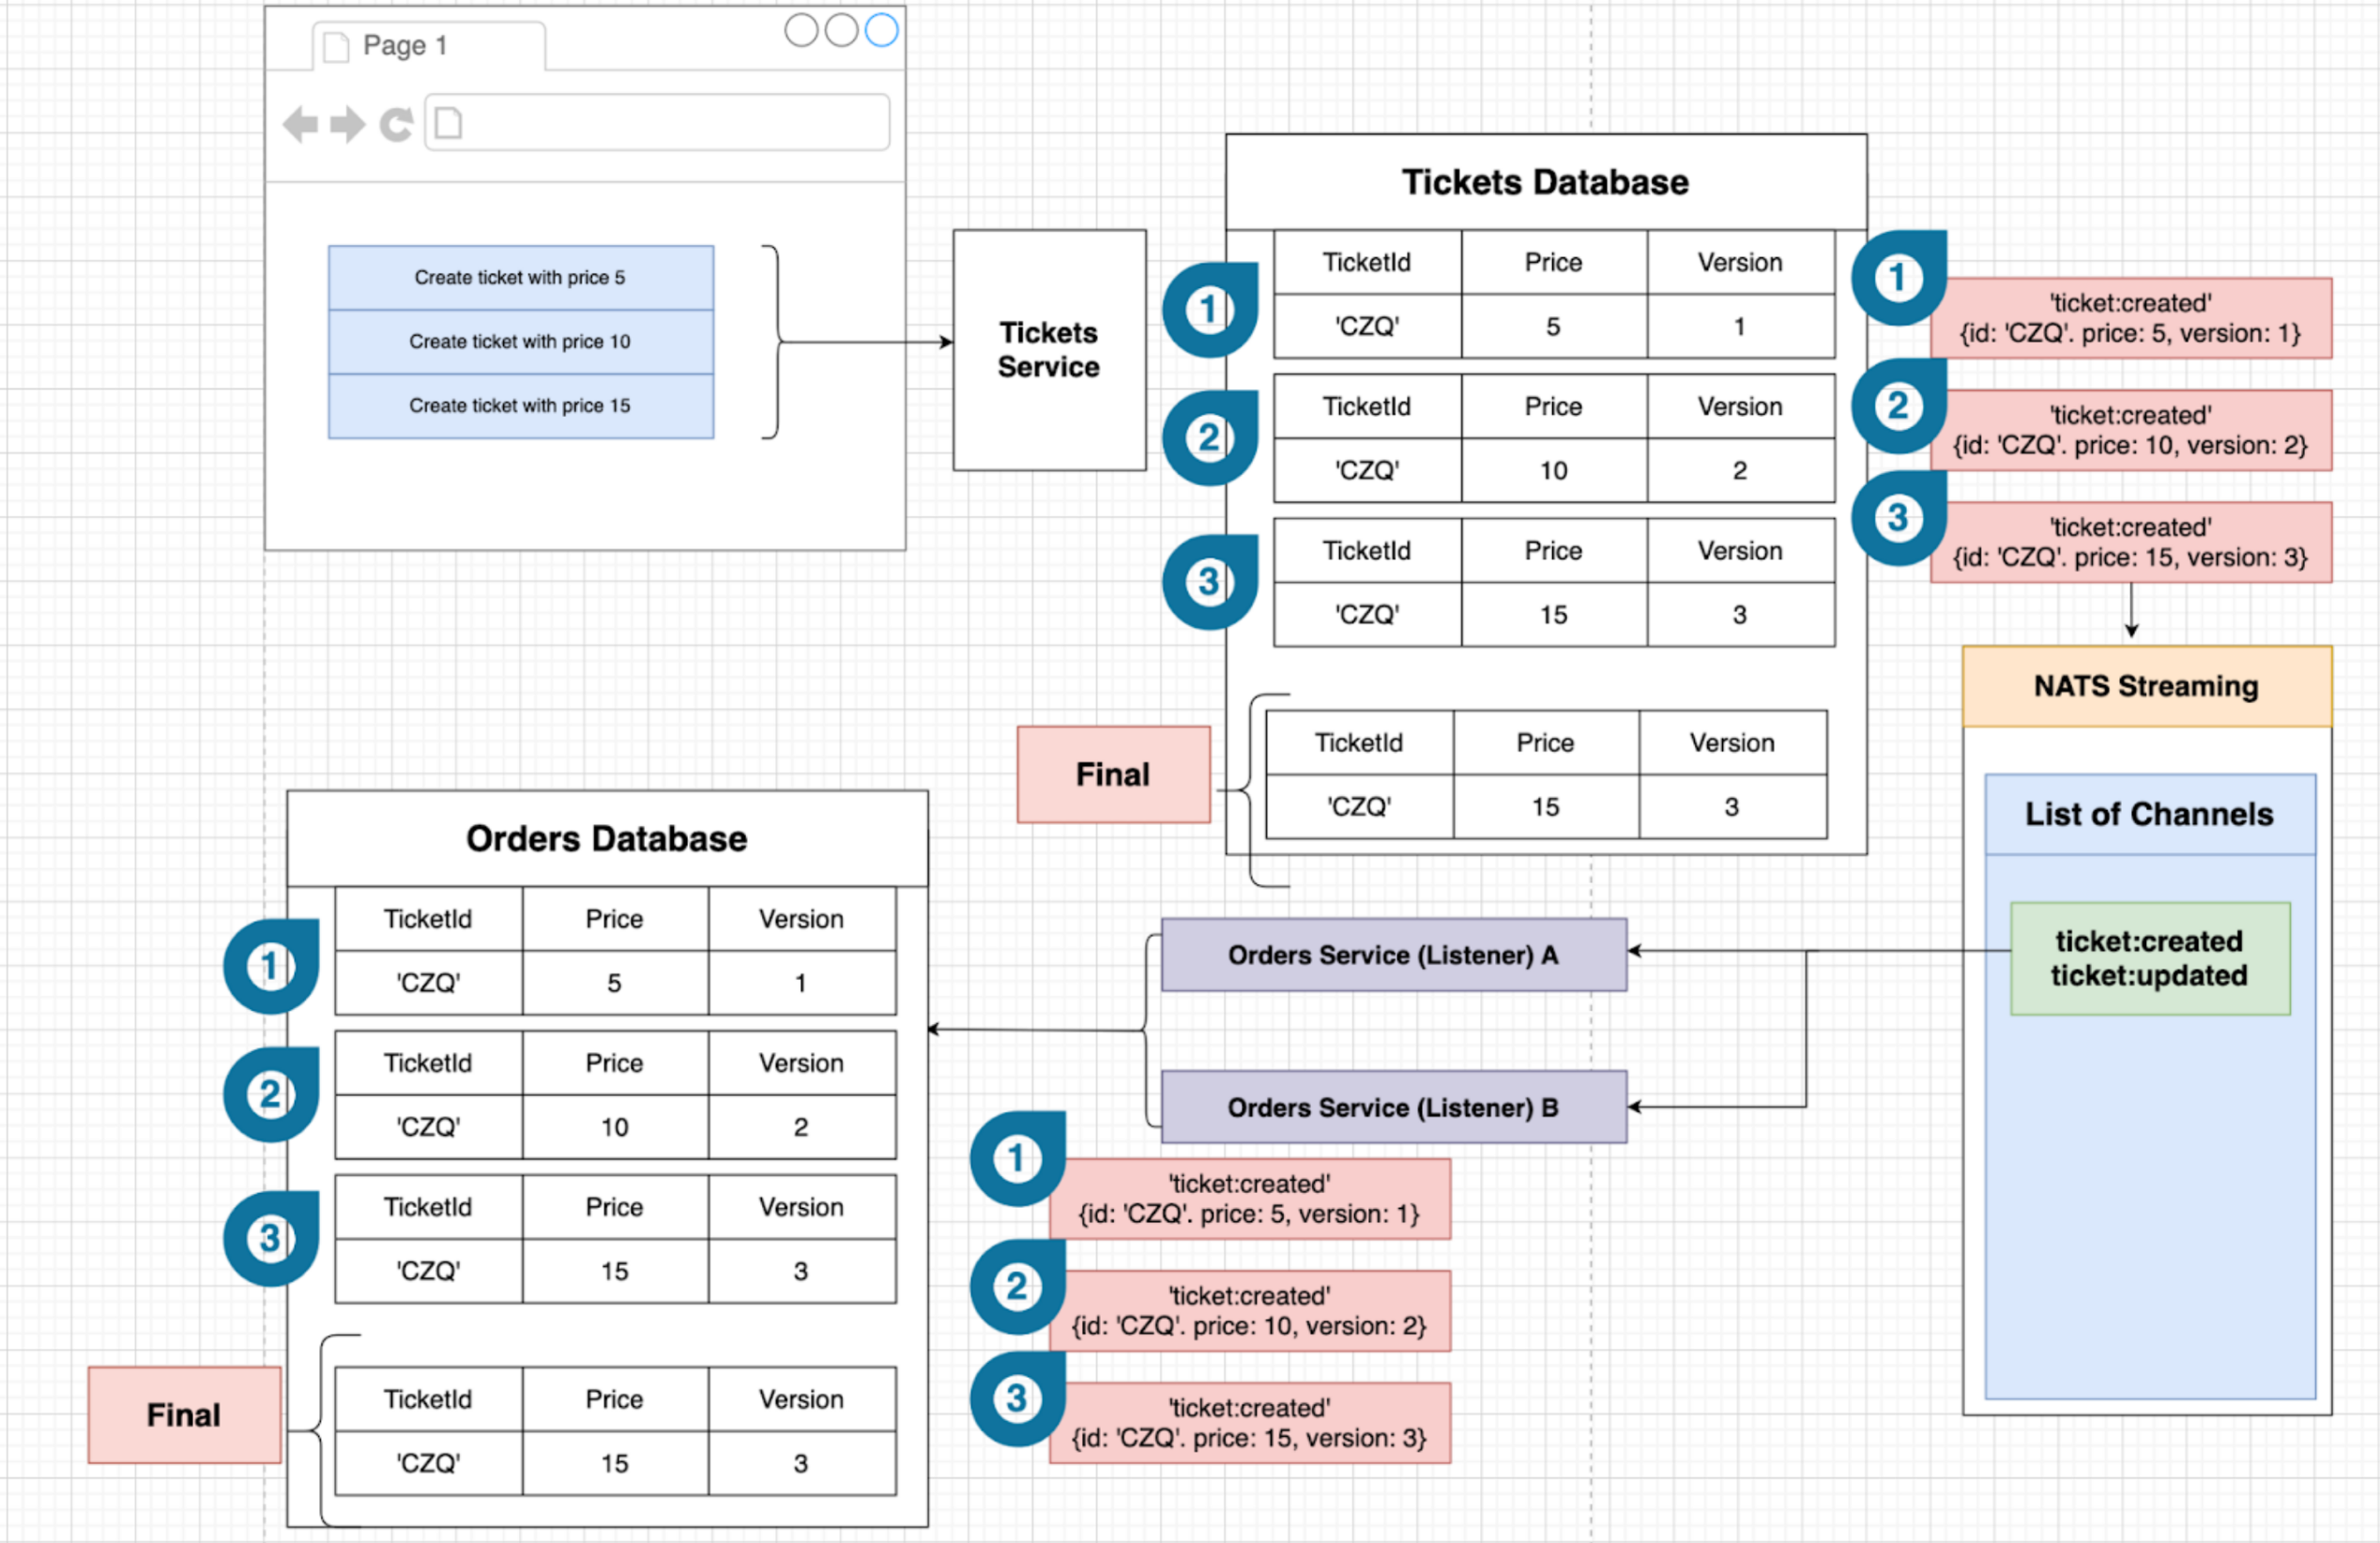 Page 1
Create ticket with price 5
Create ticket with price 10
Create ticket with price 15
Tickets
Service
Tickets Database
1
TicketId Price Version
'CZQ' 5 1
2
TicketId Price Version
'CZQ' 10 2
3
TicketId Price Version
'CZQ' 15 3
Final
TicketId Price Version
'CZQ' 15 3
1
'ticket:created'
{id: 'CZQ'. price: 5, version: 1}
2
'ticket:created'
{id: 'CZQ'. price: 10, version: 2}
3
'ticket:created'
{id: 'CZQ'. price: 15, version: 3}
NATS Streaming
List of Channels
ticket:created
ticket:updated
Orders Service (Listener) A
Orders Service (Listener) B
1
'ticket:created'
{id: 'CZQ'. price: 5, version: 1}
2
'ticket:created'
{id: 'CZQ'. price: 10, version: 2}
3
'ticket:created'
{id: 'CZQ'. price: 15, version: 3}
Orders Database
1
TicketId Price Version
'CZQ' 5 1
2
TicketId Price Version
'CZQ' 10 2
3
TicketId Price Version
'CZQ' 15 3
Final
TicketId Price Version
'CZQ' 15 3